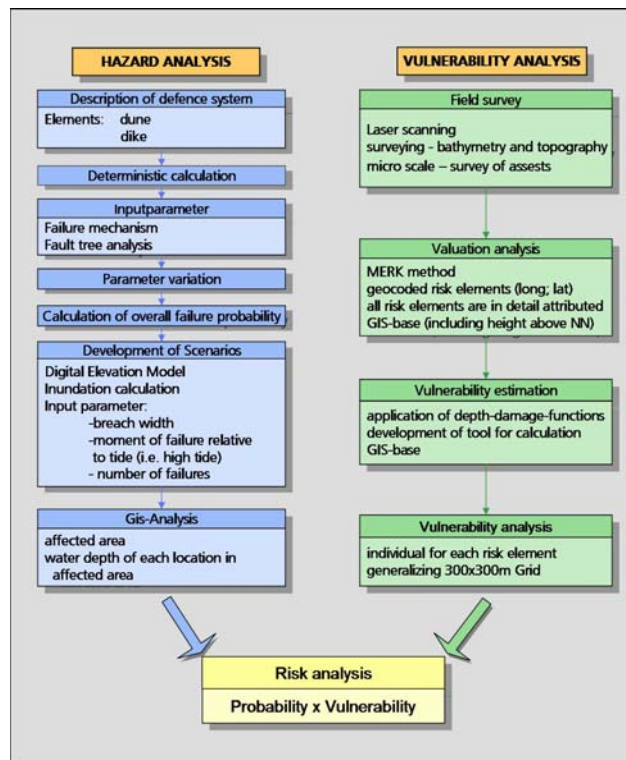 HAZARD ANALYSIS
Description of defence system
Elements: dune
dike
Deterministic calculation
Inputparameter
Failure mechanism
Fault tree analysis
Parameter variation
Calculation of overall failure probability
Development of Scenarios
Digital Elevation Model
Inundation calculation
Input parameter:
-breach width
-moment of failure relative
to tide (i.e. high tide)
- number of failures
Gis-Analysis
affected area
water depth of each location in
affected area
VULNERABILITY ANALYSIS
Field survey
Laser scanning
surveying - bathymetry and topography
micro scale – survey of assests
Valuation analysis
MERK method
geocoded risk elements (long; lat)
all risk elements are in detail attributed
GIS-base (including height above NN)
Vulnerability estimation
application of depth-damage-functions
development of tool for calculation
GIS-base
Vulnerability analysis
individual for each risk element
generalizing 300x300m Grid
Risk analysis
Probability x Vulnerability